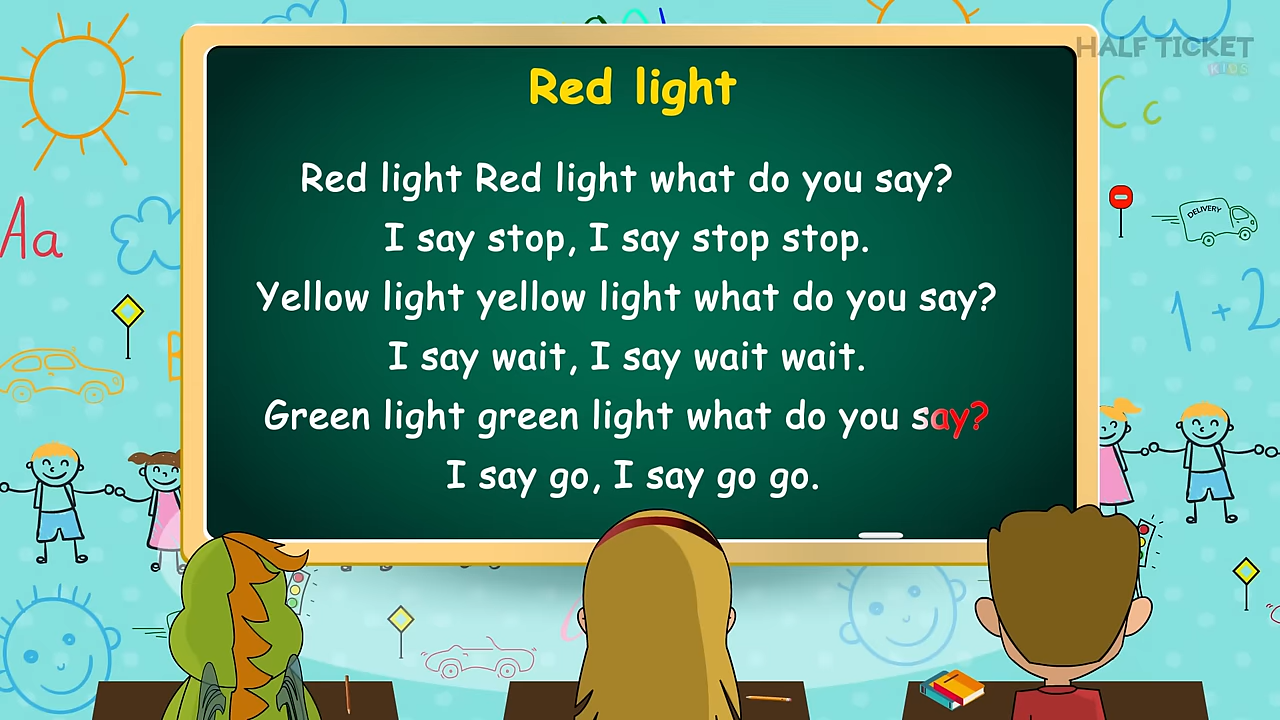 HALF TICKET
KIDS
Red light
Red light Red light what do you say?
I say stop, I say stop stop.
Yellow light yellow light what do you say?
I say wait, I say wait wait.
Green light green light what do you say?
I say go, I say go go.
Aa
B
Cc
DELIVERY
1+2